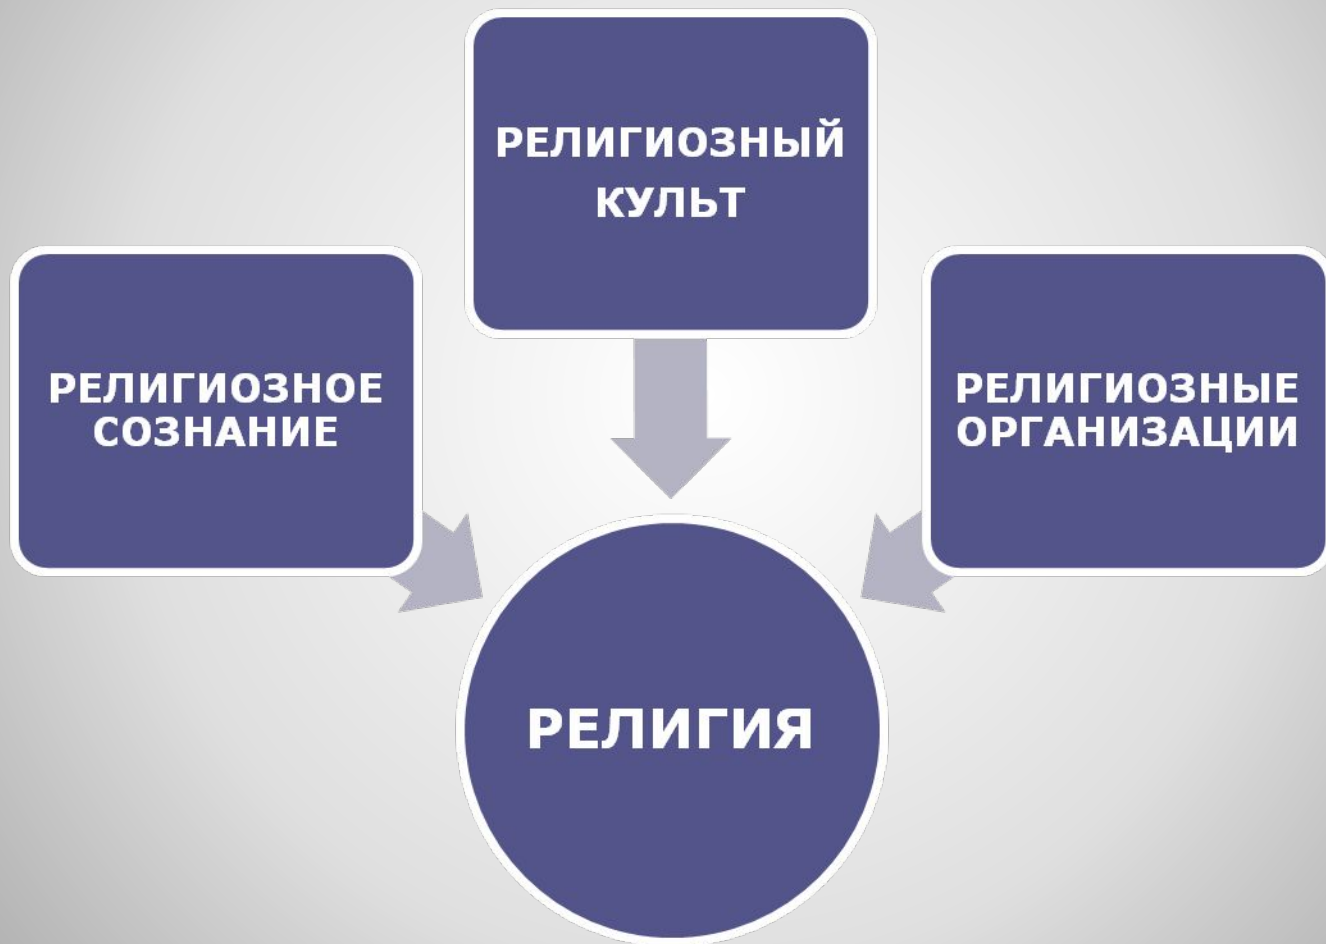 РЕЛИГИОЗНЫЙ
КУЛЬТ
РЕЛИГИОЗНОЕ
СОЗНАНИЕ
РЕЛИГИОЗНЫЕ
ОРГАНИЗАЦИИ
РЕЛИГИЯ